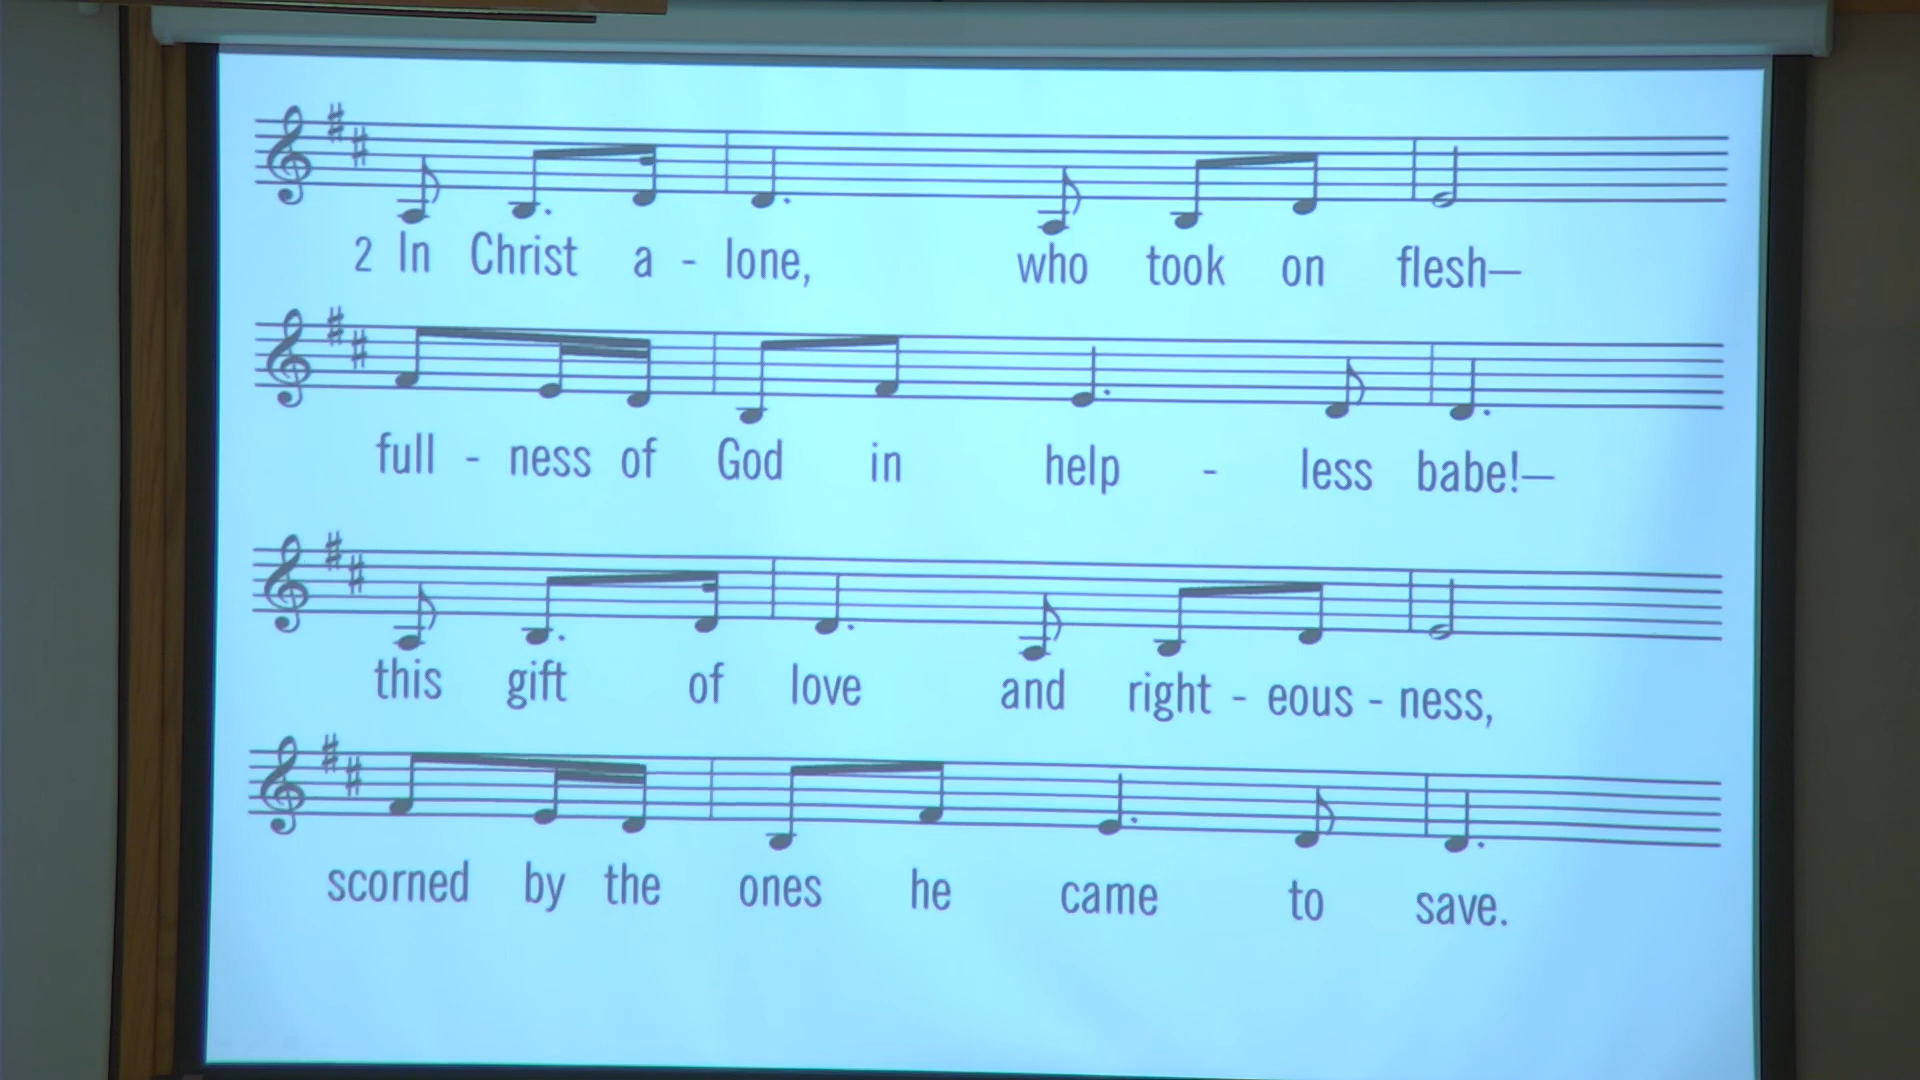 2 In Christ a - lone, who took on flesh—
full - ness of God in help - less babe!—
this gift of love and right - eous - ness,
scorned by the ones he came to save.